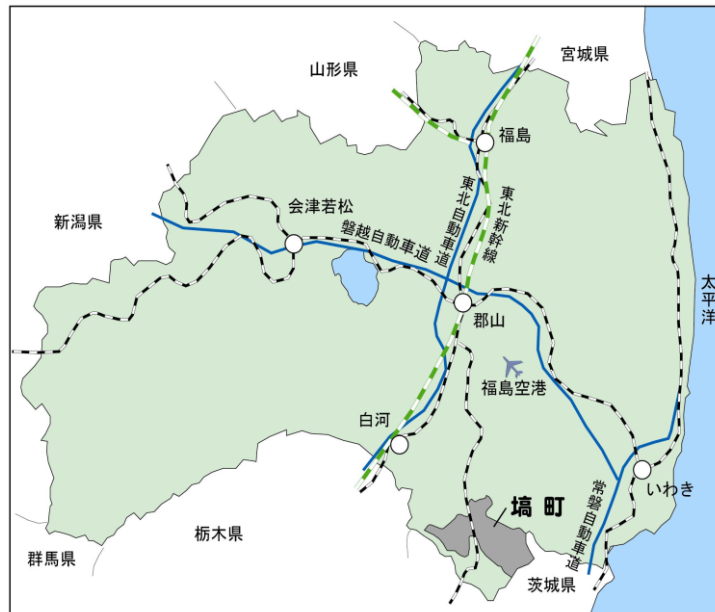 宮城県
山形県
福島
東北自動車道
東北新幹線
会津若松
新潟県
磐越自動車道
太平洋
郡山
福島空港
白河
いわき
常磐自動車道
塙町
栃木県
群馬県
茨城県